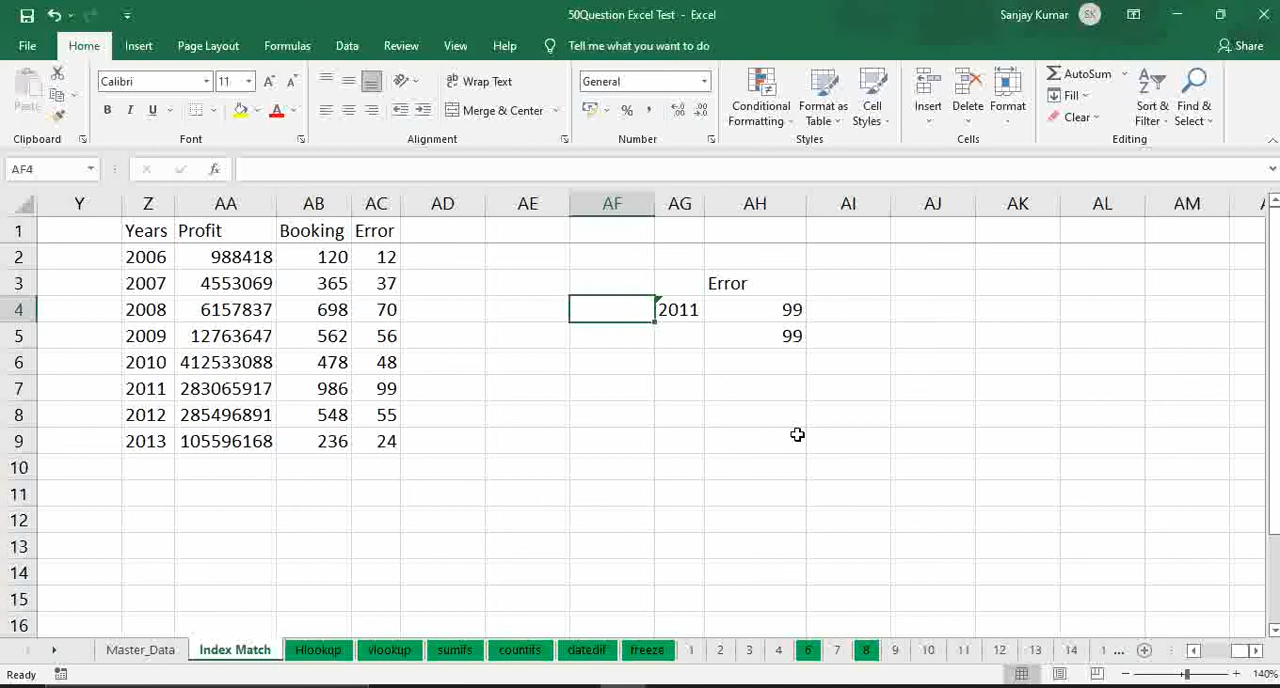 50Question Excel Test - Excel
Sanjay Kumar SK
File Home Insert Page Layout Formulas Data Review View Help Tell me what you want to do Share
Paste
Clipboard
Calibri 11
B I U A
Font
Wrap Text
Merge & Center
Alignment
General
%
Number
Conditional Formatting
Format as Table
Cell Styles
Styles
Insert Delete Format
Cells
AutoSum
Fill
Clear
Sort & Filter
Find & Select
Editing
AF4 fx
Y Z AA AB AC AD AE AF AG AH AI AJ AK AL AM
1 Years Profit Booking Error
2 2006 988418 120 12
3 2007 4553069 365 37 Error
4 2008 6157837 698 70 2011 99
5 2009 12763647 562 56 99
6 2010 412533088 478 48
7 2011 283065917 986 99
8 2012 285496891 548 55
9 2013 105596168 236 24
10
11
12
13
14
15
16
Master_Data Index Match Hlookup vlookup sumifs countifs datedif freeze 1 2 3 4 6 7 8 9 10 11 12 13 14 1 ...
Ready 140%